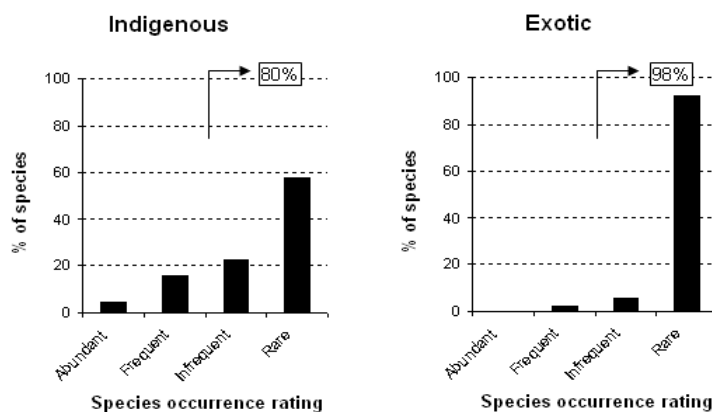 Indigenous
80%
100
80
60
40
20
0
% of species
Abundant
Frequent
Infrequent
Rare
Species occurrence rating
Exotic
98%
100
80
60
40
20
0
% of species
Abundant
Frequent
Infrequent
Rare
Species occurrence rating